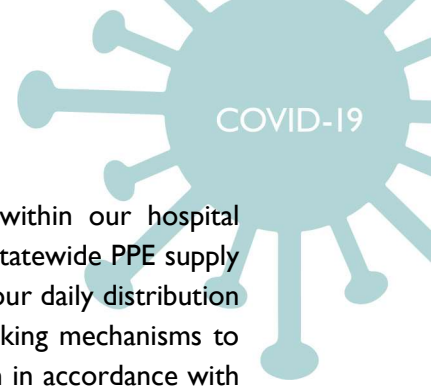 COVID-19
within our hospital
tatewide PPE supply
our daily distribution
king mechanisms to
in accordance with